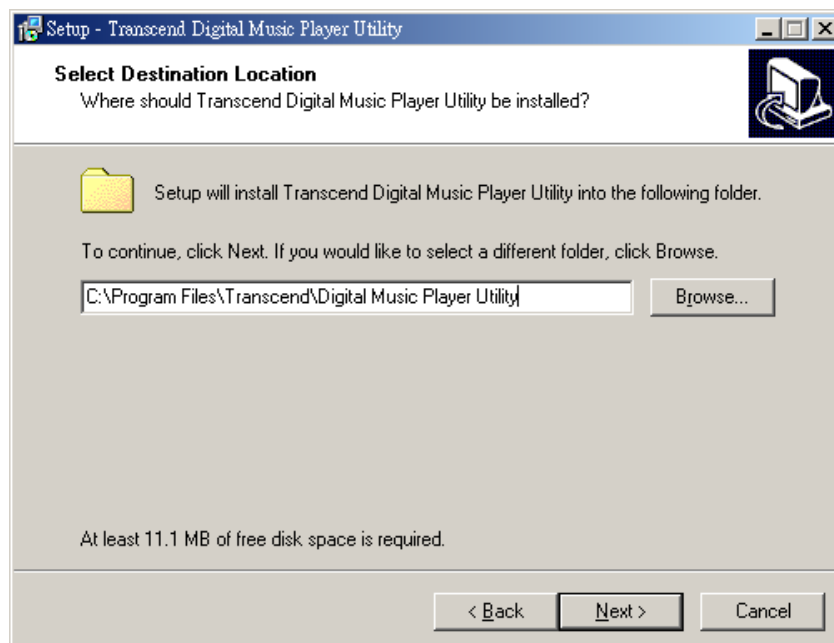 Setup - Transcend Digital Music Player Utility
Select Destination Location
Where should Transcend Digital Music Player Utility be installed?
Setup will install Transcend Digital Music Player Utility into the following folder.
To continue, click Next. If you would like to select a different folder, click Browse.
C:\Program Files\Transcend\Digital Music Player Utility
Browse...
At least 11.1 MB of free disk space is required.
< Back
Next >
Cancel